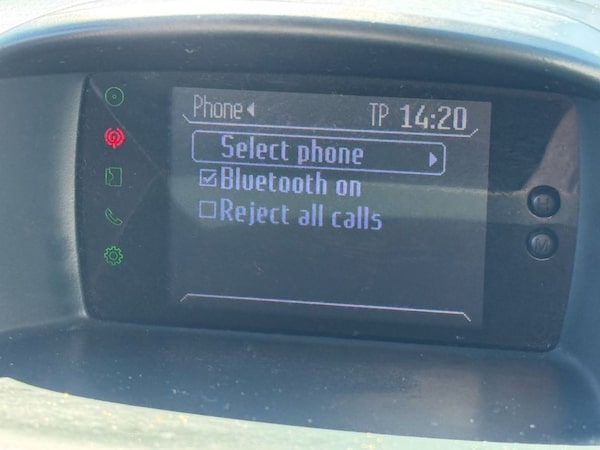 Phone
TP 14:20
Select phone
Bluetooth on
Reject all calls